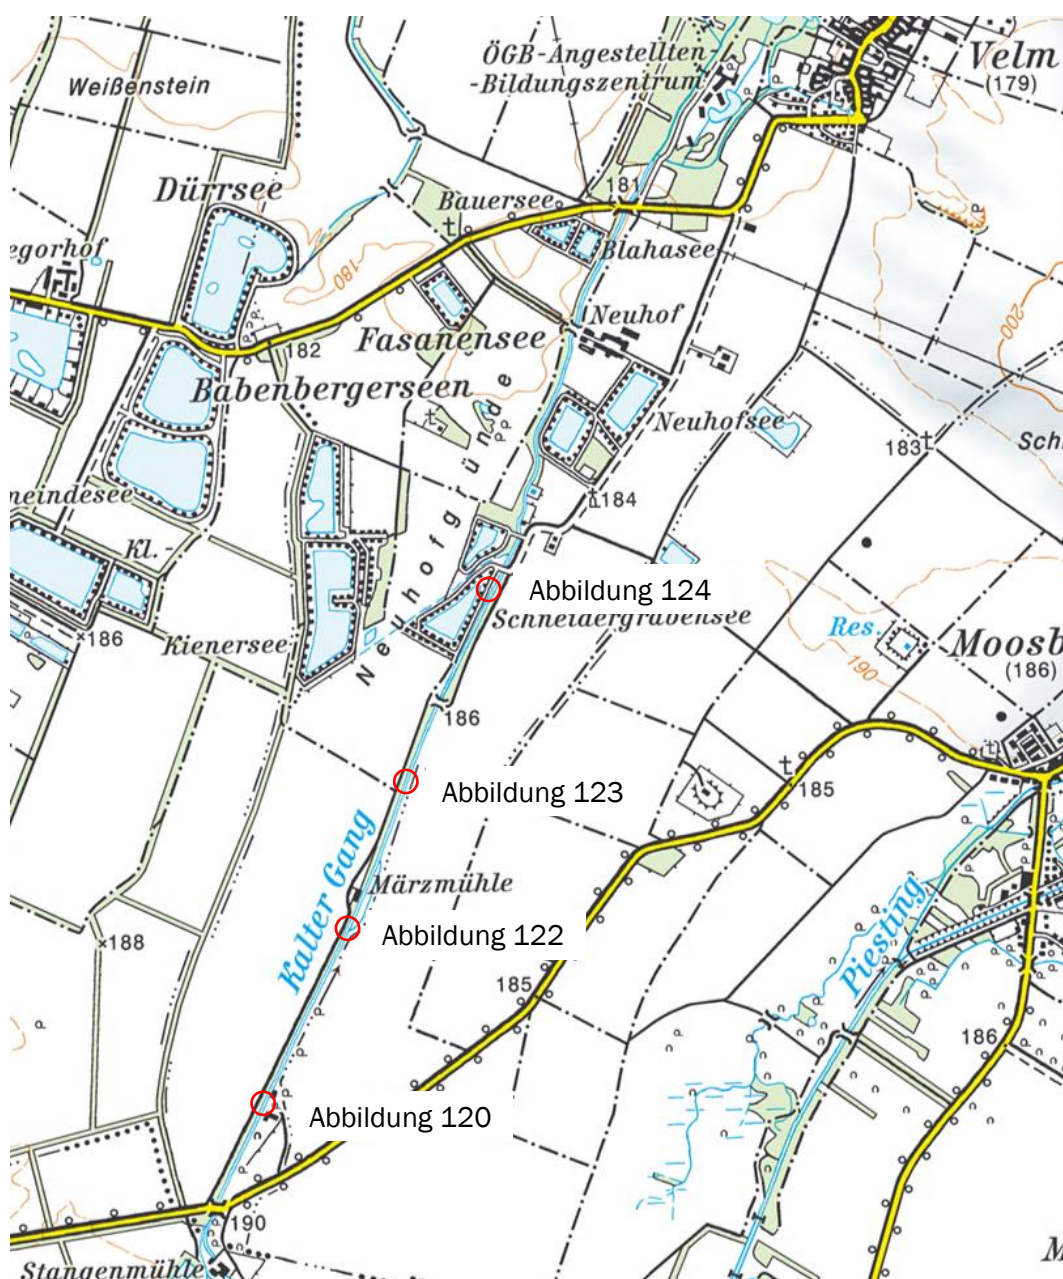 Velm
(179)
ÖGB-Angestellten-
-Bildungszentrum
Weißenstein
Dürrsee
181
Bauersee
Blahasee
egorhof
180
200
Neuhof
Fasanensee
182
Babenbergerseen
Neuhofsee
183
Sch
neindesee
184
Kl.-
Neuhofgründe
Abbildung 124
Schneidergrabensee
Res.
186
Kienersee
190
Moosb
(186)
186
185
Abbildung 123
Kalter Gang
Märzmühle
Piesting
188
Abbildung 122
185
186
Abbildung 120
190
M
Stangenmühle